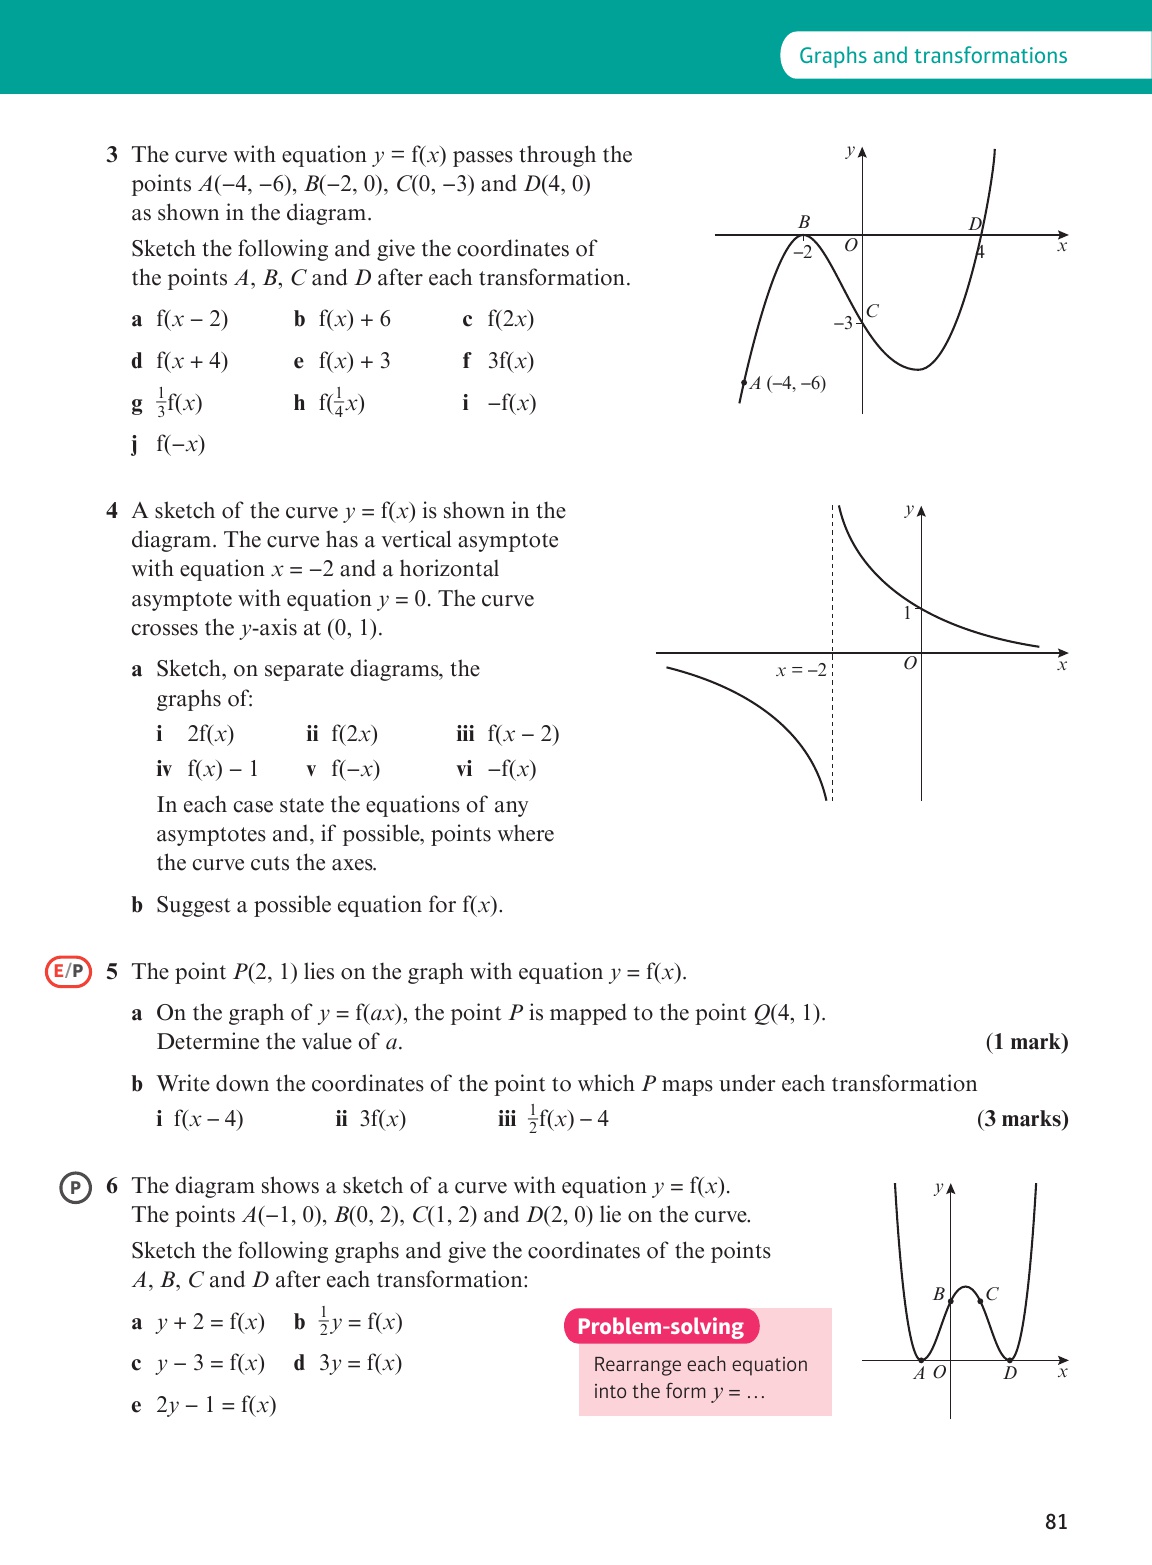 Graphs and transformations
3 The curve with equation y = f(x) passes through the
points A(−4, −6), B(−2, 0), C(0, −3) and D(4, 0)
as shown in the diagram.
Sketch the following and give the coordinates of
the points A, B, C and D after each transformation.
a f(x − 2) b f(x) + 6 c f(2x)
d f(x + 4) e f(x) + 3 f 3f(x)
g 1/3 f(x) h f(1/4 x) i −f(x)
j f(−x)
y
B
D
−2
O
4
x
C
−3
A (−4, −6)
4 A sketch of the curve y = f(x) is shown in the
diagram. The curve has a vertical asymptote
with equation x = −2 and a horizontal
asymptote with equation y = 0. The curve
crosses the y-axis at (0, 1).
a Sketch, on separate diagrams, the
graphs of:
i 2f(x) ii f(2x) iii f(x − 2)
iv f(x) − 1 v f(−x) vi −f(x)
In each case state the equations of any
asymptotes and, if possible, points where
the curve cuts the axes.
b Suggest a possible equation for f(x).
y
1
x = −2
O
x
E/P 5 The point P(2, 1) lies on the graph with equation y = f(x).
a On the graph of y = f(ax), the point P is mapped to the point Q(4, 1).
Determine the value of a. (1 mark)
b Write down the coordinates of the point to which P maps under each transformation
i f(x − 4) ii 3f(x) iii 1/2 f(x) − 4 (3 marks)
P 6 The diagram shows a sketch of a curve with equation y = f(x).
The points A(−1, 0), B(0, 2), C(1, 2) and D(2, 0) lie on the curve.
Sketch the following graphs and give the coordinates of the points
A, B, C and D after each transformation:
a y + 2 = f(x) b 1/2 y = f(x)
c y − 3 = f(x) d 3y = f(x)
e 2y − 1 = f(x)
Problem-solving
Rearrange each equation
into the form y = …
y
B
C
A
O
D
x
81